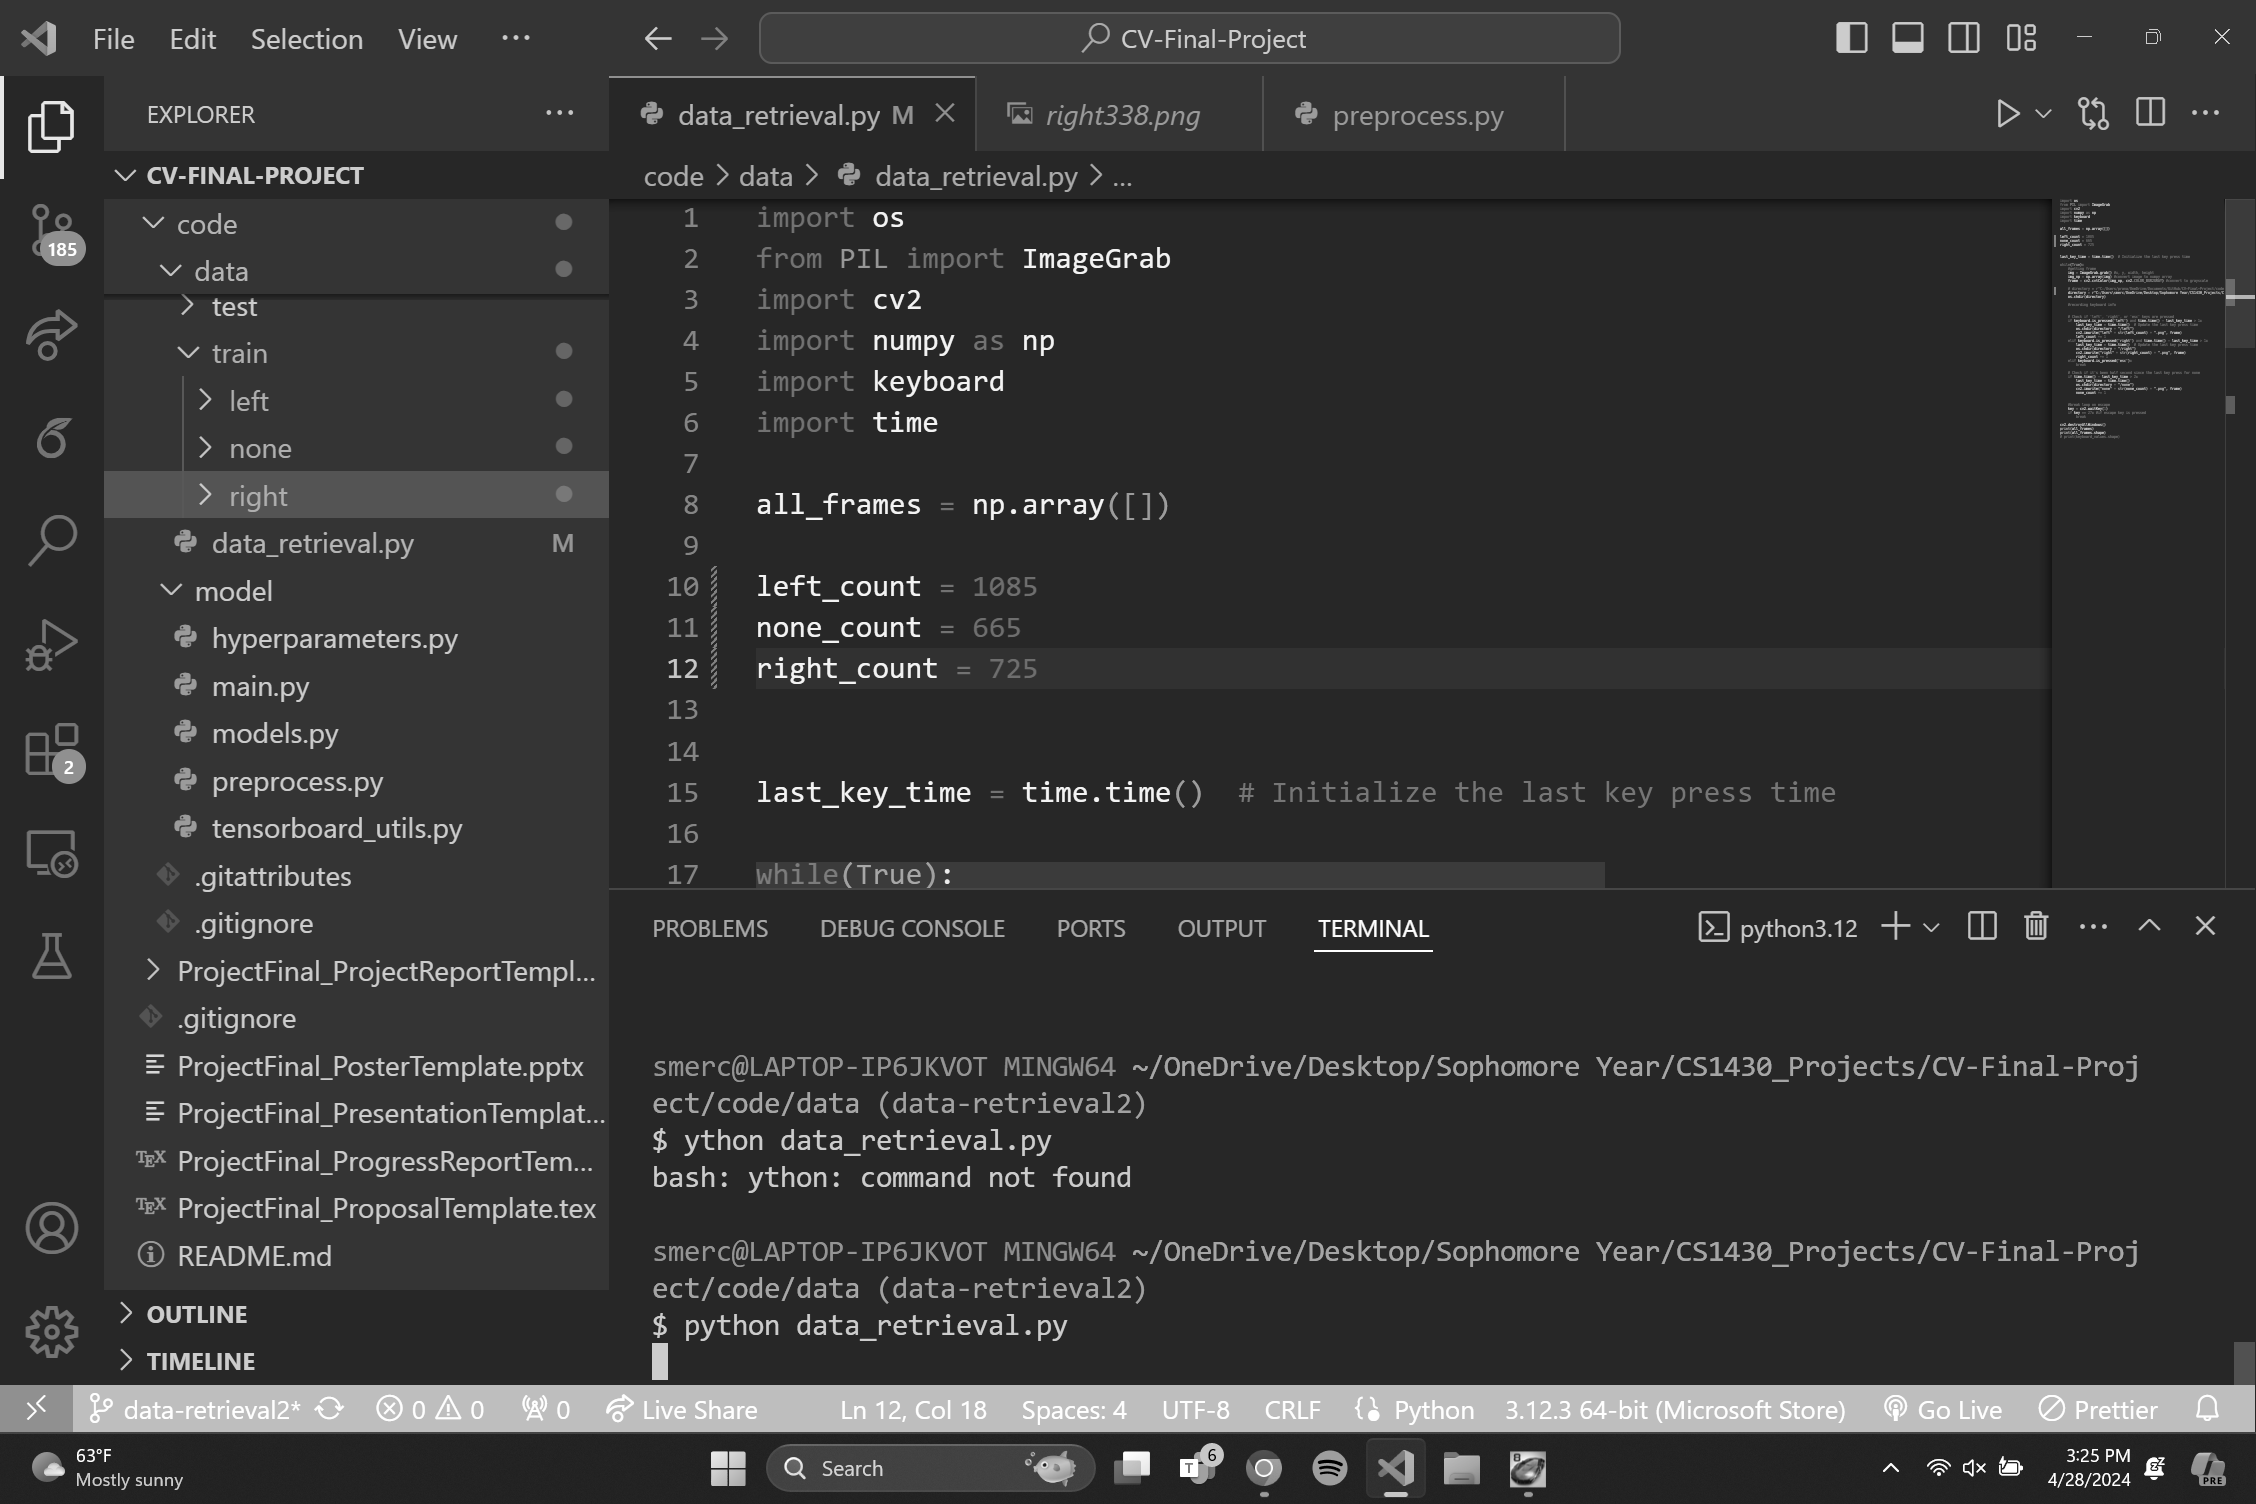 File Edit Selection View ...
CV-Final-Project
EXPLORER
CV-FINAL-PROJECT
code
data
test
train
left
none
right
data_retrieval.py M
model
hyperparameters.py
main.py
models.py
preprocess.py
tensorboard_utils.py
.gitattributes
.gitignore
ProjectFinal_ProjectReportTempl...
.gitignore
ProjectFinal_PosterTemplate.pptx
ProjectFinal_PresentationTemplat...
TEX ProjectFinal_ProgressReportTem...
TEX ProjectFinal_ProposalTemplate.tex
README.md
OUTLINE
TIMELINE
185
2
data_retrieval.py M
right338.png
preprocess.py
code > data > data_retrieval.py > ...
1 import os
2 from PIL import ImageGrab
3 import cv2
4 import numpy as np
5 import keyboard
6 import time
7
8 all_frames = np.array([])
9
10 left_count = 1085
11 none_count = 665
12 right_count = 725
13
14
15 last_key_time = time.time()  # Initialize the last key press time
16
17 while(True):
PROBLEMS DEBUG CONSOLE PORTS OUTPUT TERMINAL
python3.12
smerc@LAPTOP-IP6JKVOT MINGW64 ~/OneDrive/Desktop/Sophomore Year/CS1430_Projects/CV-Final-Proj
ect/code/data (data-retrieval2)
$ ython data_retrieval.py
bash: ython: command not found
smerc@LAPTOP-IP6JKVOT MINGW64 ~/OneDrive/Desktop/Sophomore Year/CS1430_Projects/CV-Final-Proj
ect/code/data (data-retrieval2)
$ python data_retrieval.py
data-retrieval2* 0 0 0 Live Share Ln 12, Col 18 Spaces: 4 UTF-8 CRLF Python 3.12.3 64-bit (Microsoft Store) Go Live Prettier
63°F
Mostly sunny
Search
6
3:25 PM
4/28/2024
PRE